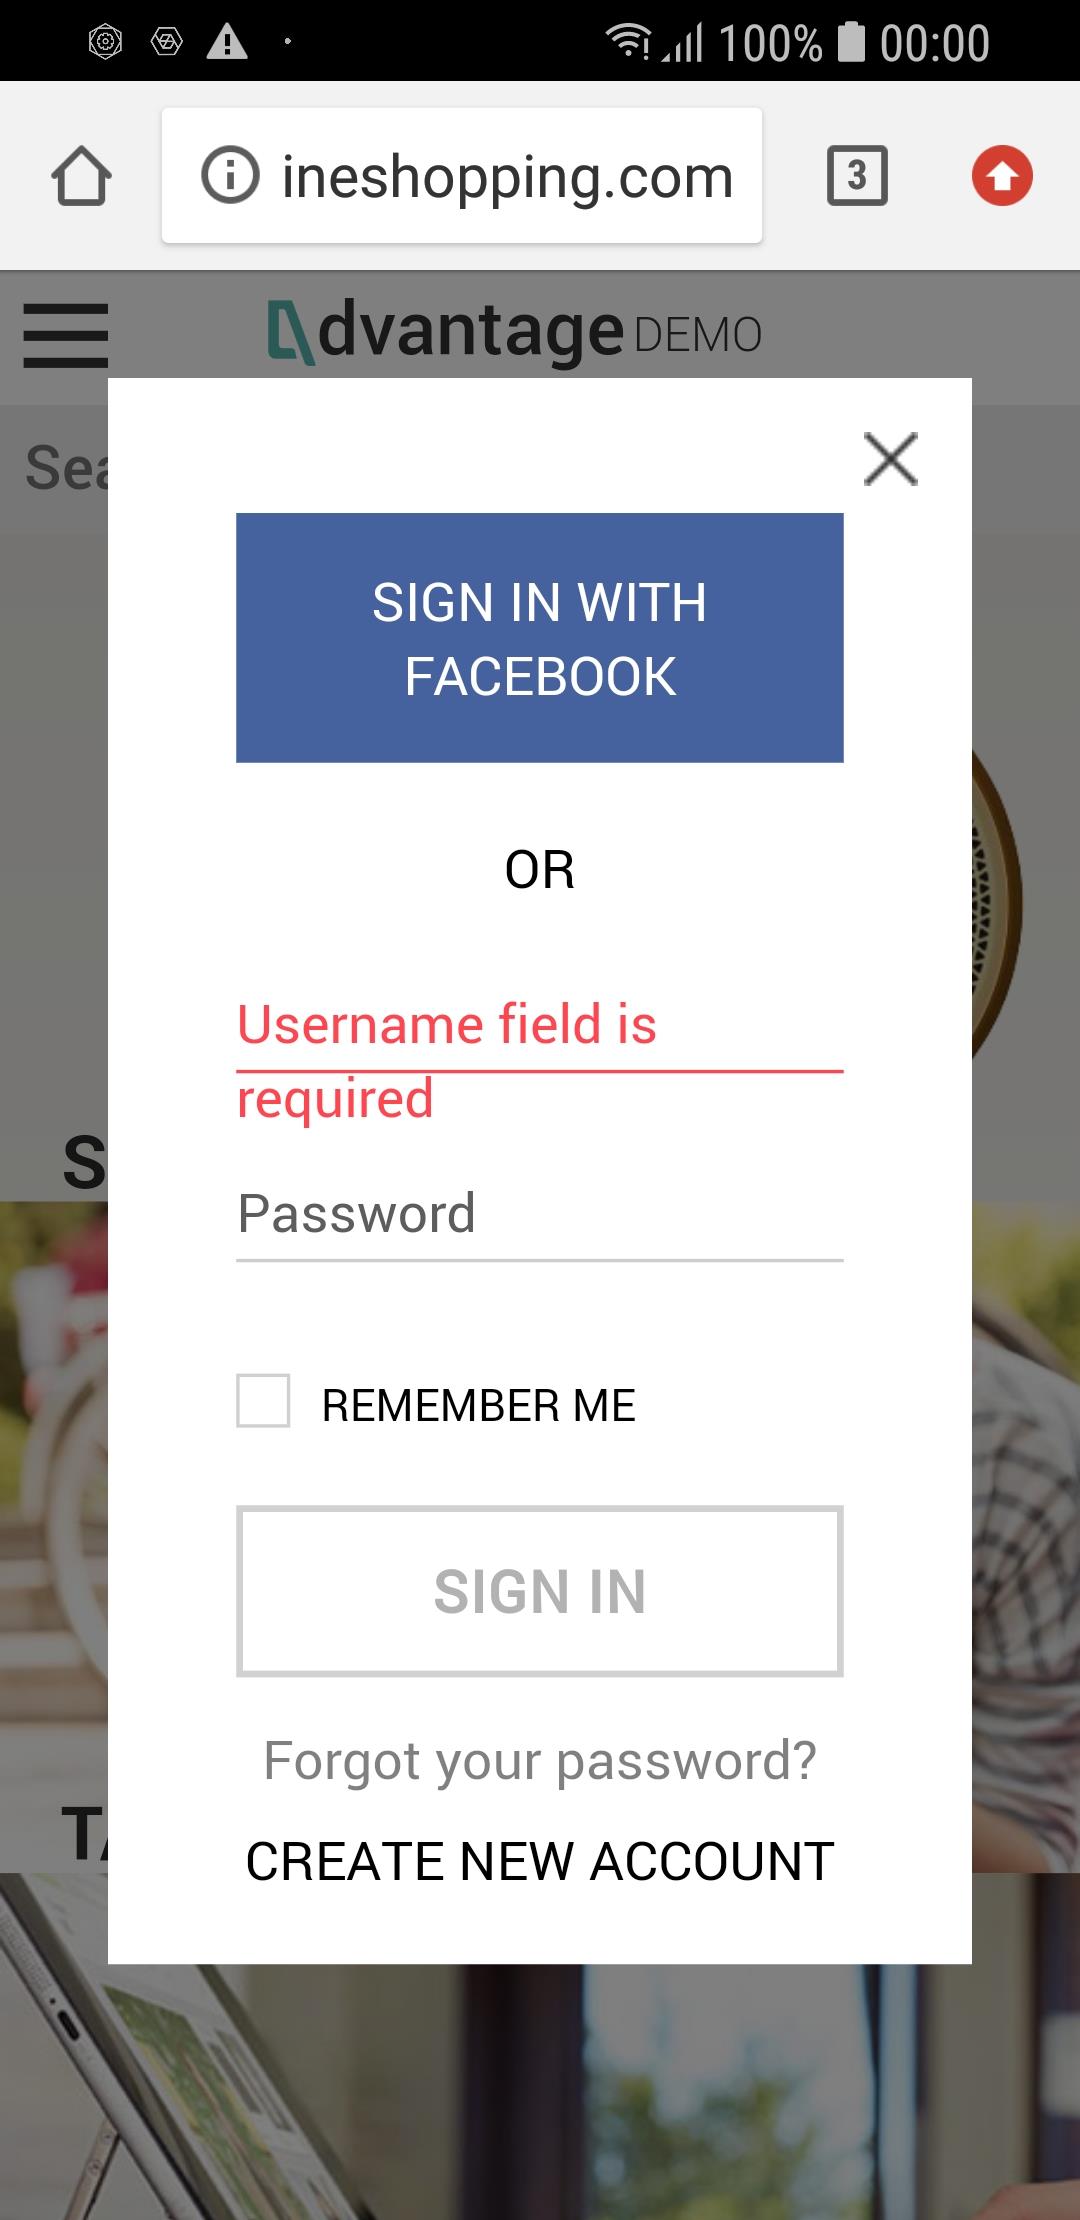 100% 00:00
ineshopping.com 3
dvantage DEMO
Sea
SIGN IN WITH
FACEBOOK
OR
Username field is
required
S
Password
REMEMBER ME
SIGN IN
Forgot your password?
TA
CREATE NEW ACCOUNT